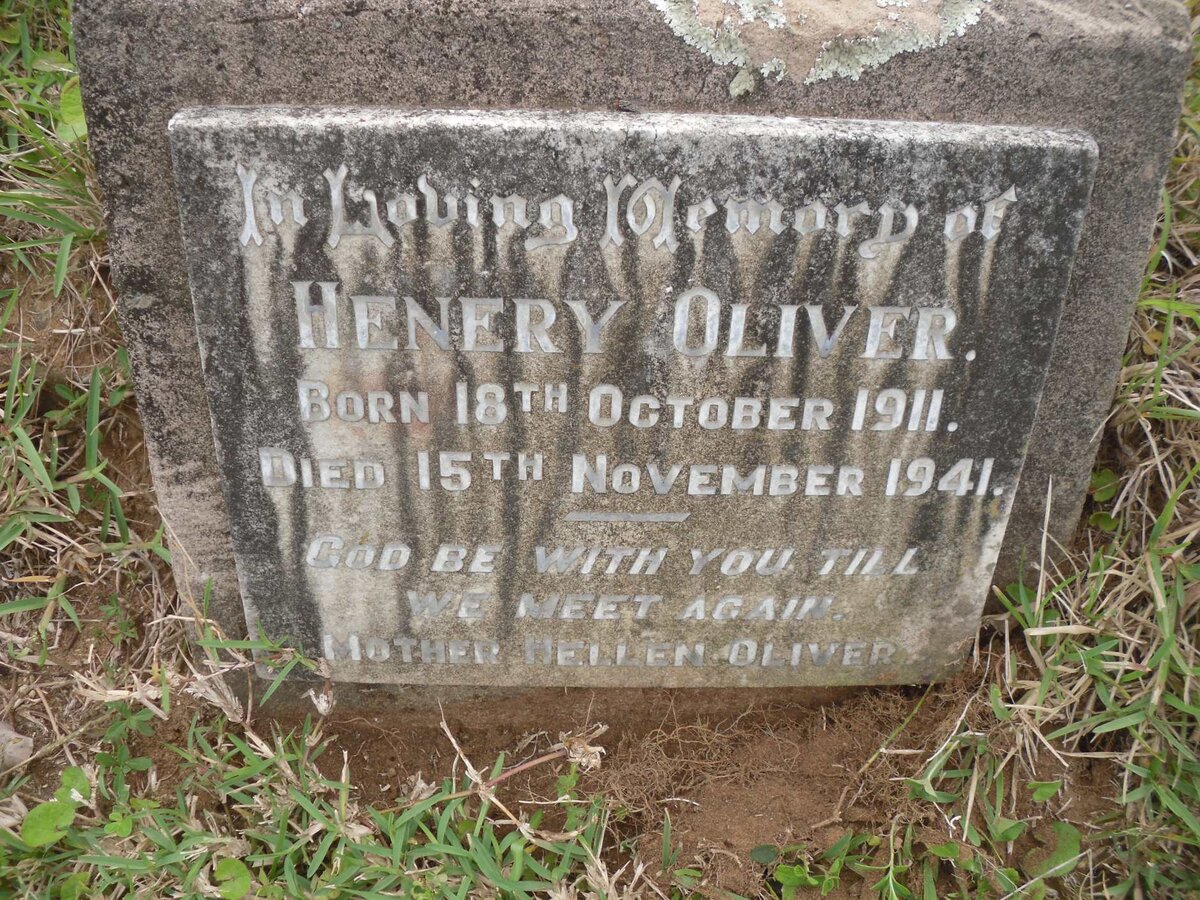 In Loving Memory of
HENERY OLIVER.
BORN 18TH OCTOBER 1911.
DIED 15TH NOVEMBER 1941.
GOD BE WITH YOU TILL
WE MEET AGAIN.
MOTHER HELLEN OLIVER